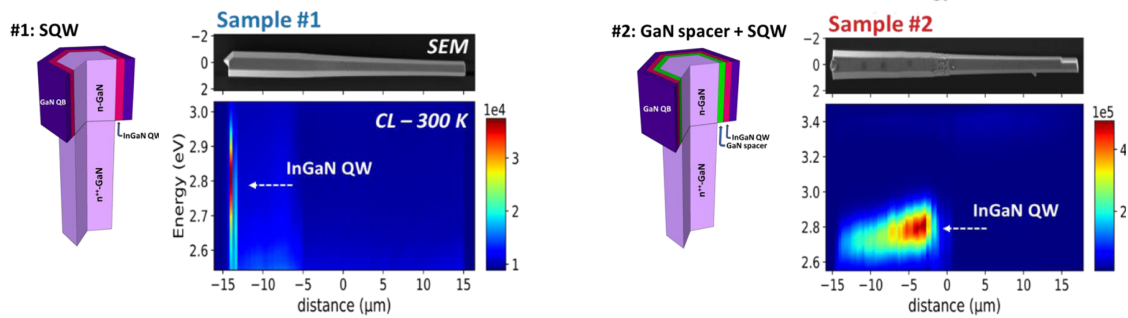 #1: SQW
GaN QB
n-GaN
InGaN QW
n⁺⁺-GaN
Sample #1
SEM
−2
0
2
CL – 300 K
InGaN QW
Energy (eV)
3.0
2.9
2.8
2.7
2.6
−15 −10 −5 0 5 10 15
distance (μm)
1e4
3
2
1
#2: GaN spacer + SQW
GaN QB
n-GaN
InGaN QW
GaN spacer
n⁺⁺-GaN
Sample #2
−2
0
2
InGaN QW
3.4
3.2
3.0
2.8
2.6
−15 −10 −5 0 5 10 15
distance (μm)
1e5
4
2